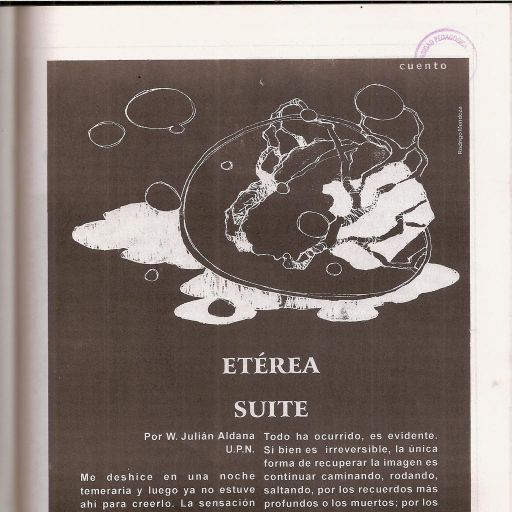 cuento
Rodrigo Mendoza
ETÉREA
SUITE
Por W. Julián Aldana
U.P.N.
Me deshice en una noche
temeraria y luego ya no estuve
ahí para creerlo. La sensación
Todo ha ocurrido, es evidente.
Si bien es irreversible, la única
forma de recuperar la imagen es
continuar caminando, rodando,
saltando, por los recuerdos más
profundos o los muertos; por los